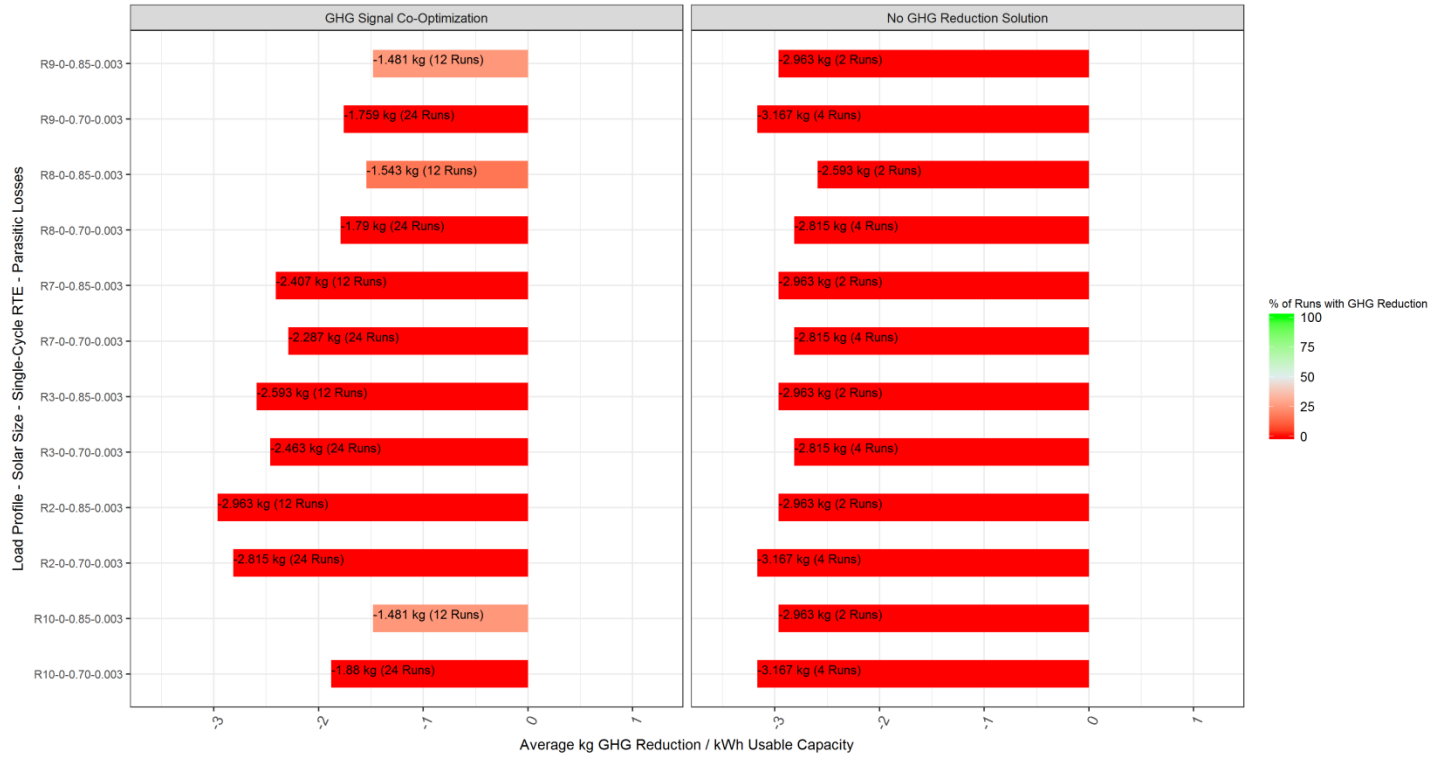 GHG Signal Co-Optimization
No GHG Reduction Solution
Load Profile - Solar Size - Single-Cycle RTE - Parasitic Losses
R9-0-0.85-0.003
-1.481 kg (12 Runs)
-2.963 kg (2 Runs)
R9-0-0.70-0.003
-1.759 kg (24 Runs)
-3.167 kg (4 Runs)
R8-0-0.85-0.003
-1.543 kg (12 Runs)
-2.593 kg (2 Runs)
R8-0-0.70-0.003
-1.79 kg (24 Runs)
-2.815 kg (4 Runs)
R7-0-0.85-0.003
-2.407 kg (12 Runs)
-2.963 kg (2 Runs)
R7-0-0.70-0.003
-2.287 kg (24 Runs)
-2.815 kg (4 Runs)
R3-0-0.85-0.003
-2.593 kg (12 Runs)
-2.963 kg (2 Runs)
R3-0-0.70-0.003
-2.463 kg (24 Runs)
-2.815 kg (4 Runs)
R2-0-0.85-0.003
-2.963 kg (12 Runs)
-2.963 kg (2 Runs)
R2-0-0.70-0.003
-2.815 kg (24 Runs)
-3.167 kg (4 Runs)
R10-0-0.85-0.003
-1.481 kg (12 Runs)
-2.963 kg (2 Runs)
R10-0-0.70-0.003
-1.88 kg (24 Runs)
-3.167 kg (4 Runs)
-3 -2 -1 0 1
-3 -2 -1 0 1
Average kg GHG Reduction / kWh Usable Capacity
% of Runs with GHG Reduction
100
75
50
25
0